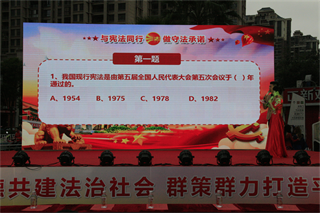 与宪法同行 做守法承诺
第一题
1、我国现行宪法是由第五届全国人民代表大会第五次会议于（ ）年
通过的。
A、1954 B、1975 C、1978 D、1982
共建法治社会 群策群力打造